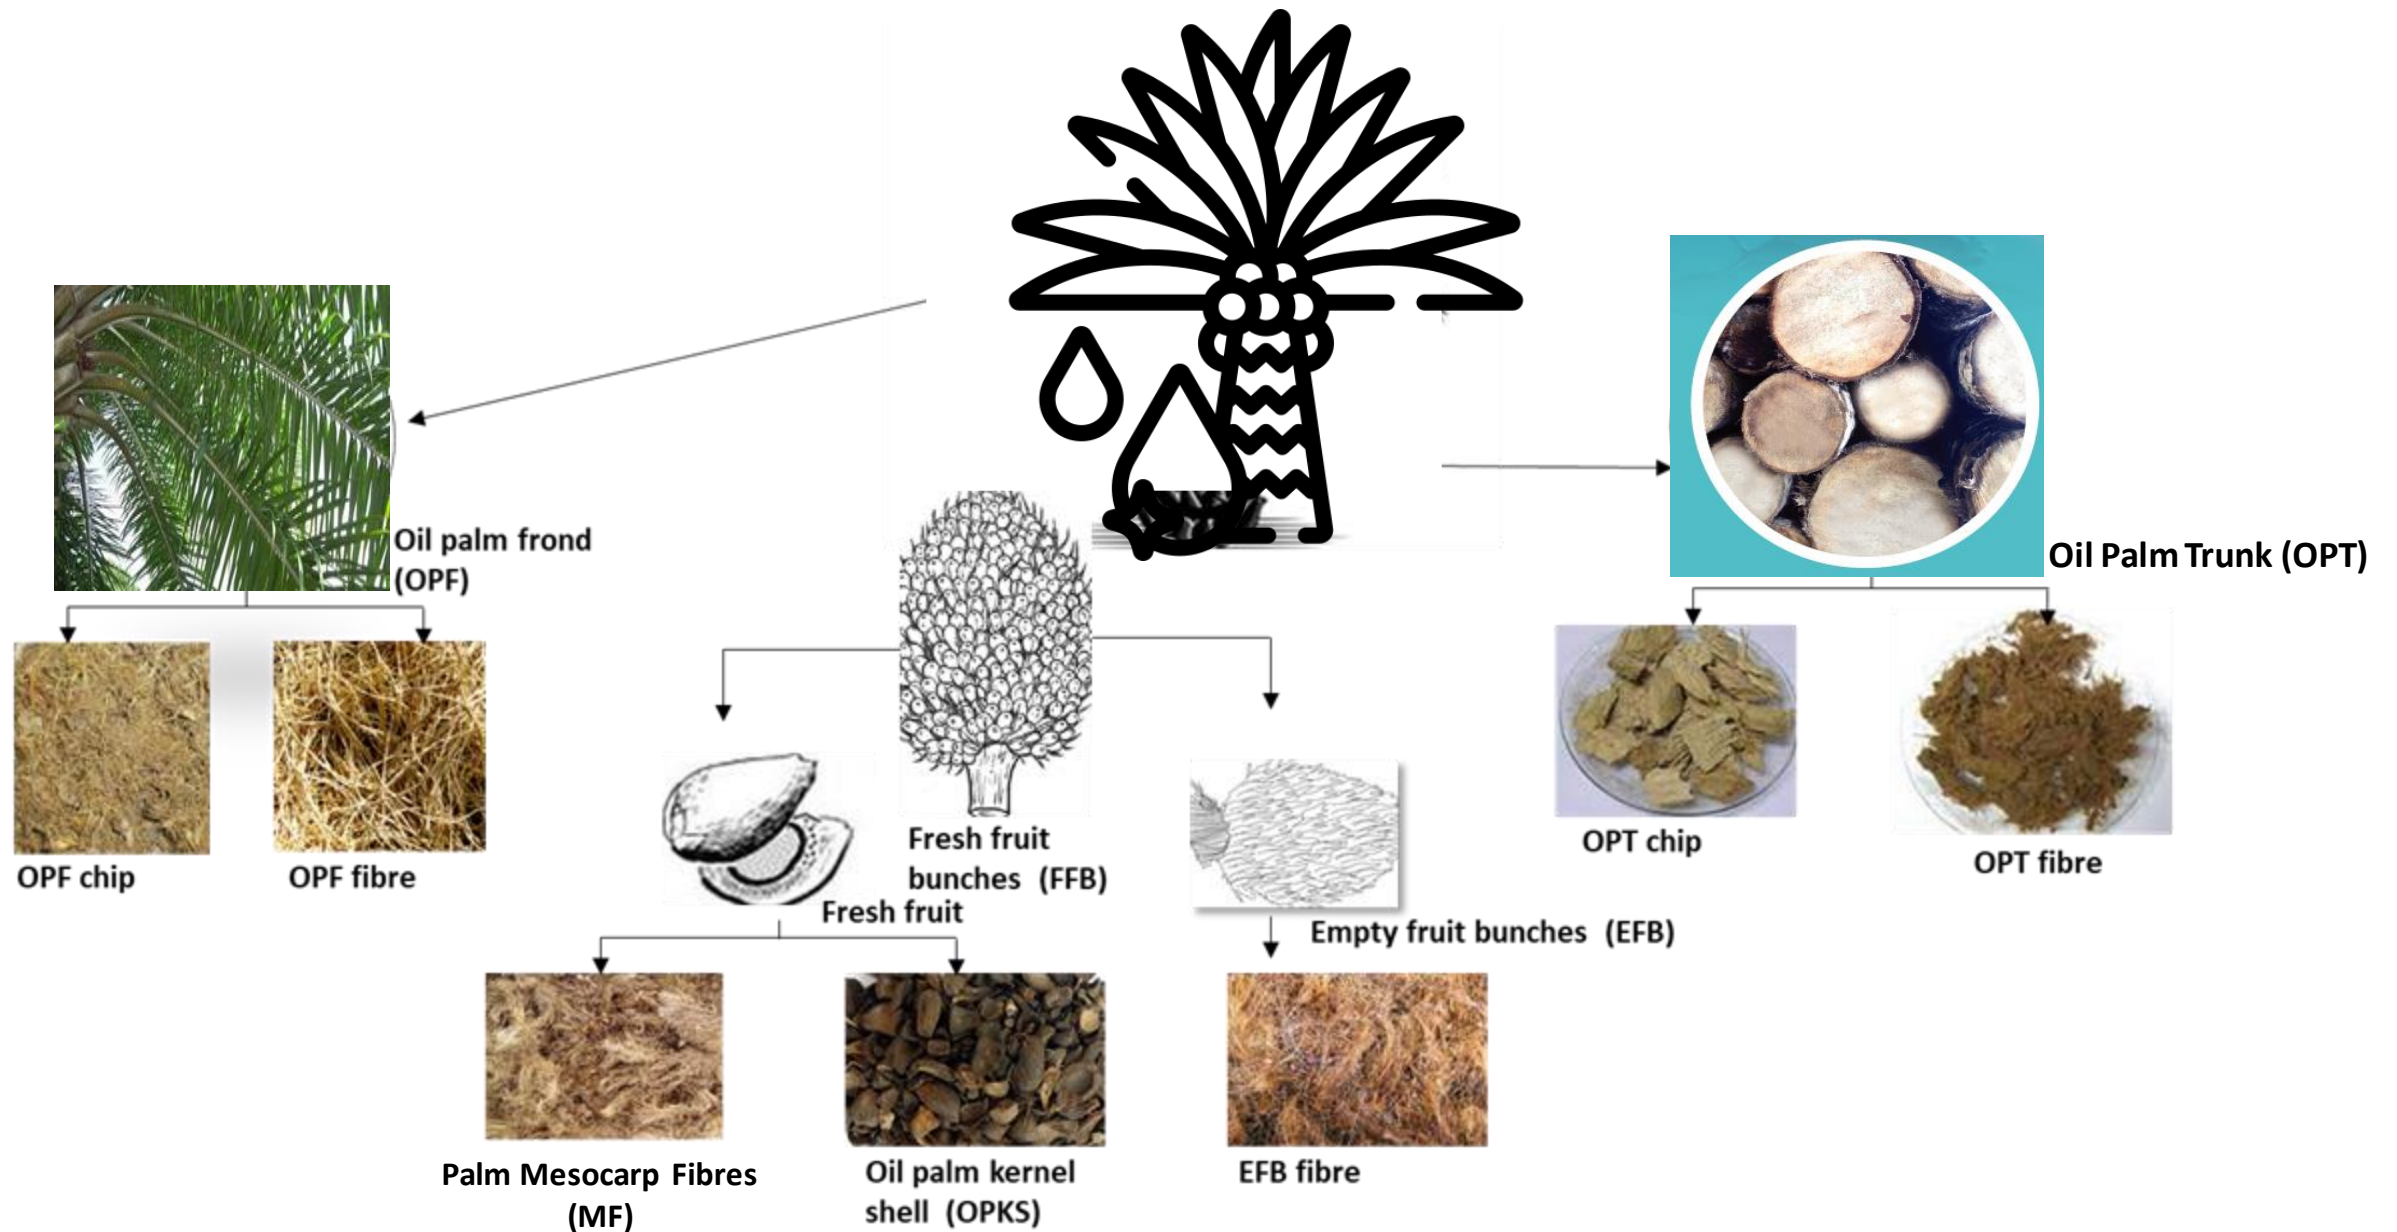 Oil palm frond
(OPF)
Oil Palm Trunk (OPT)
OPF chip
OPF fibre
Fresh fruit
bunches (FFB)
Fresh fruit
Empty fruit bunches (EFB)
OPT chip
OPT fibre
Palm Mesocarp Fibres
(MF)
Oil palm kernel
shell (OPKS)
EFB fibre